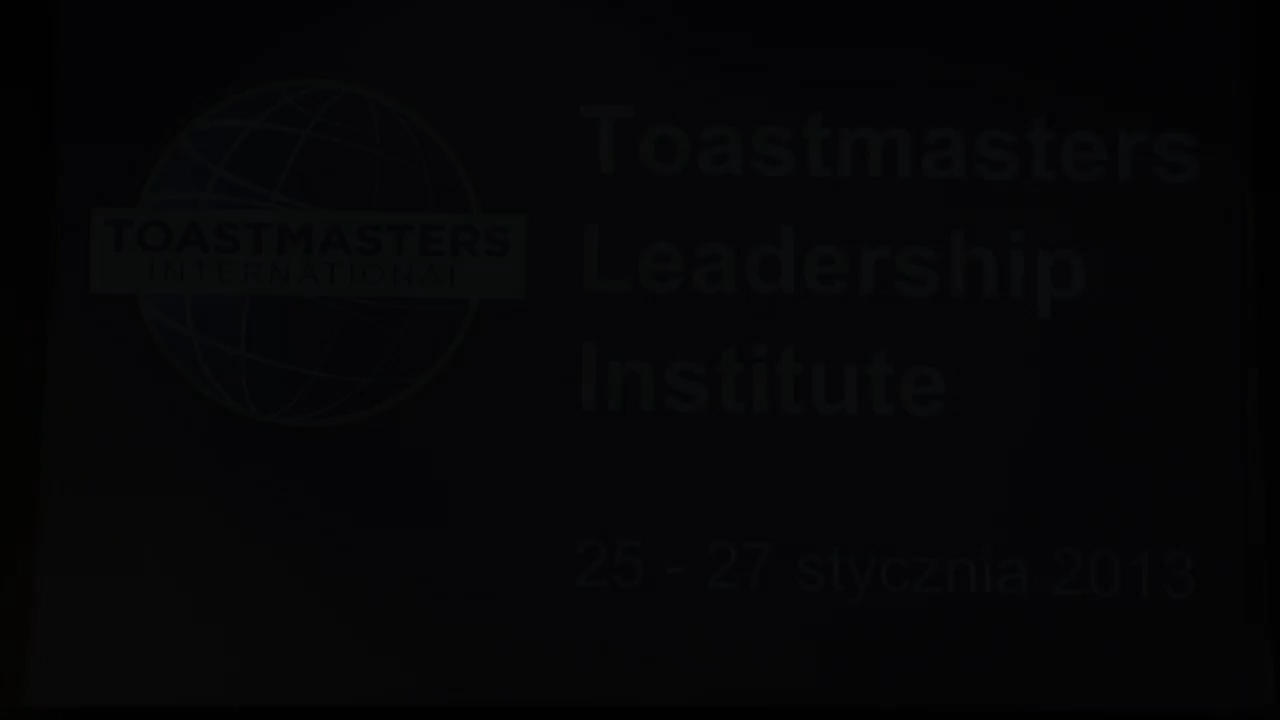 TOASTMASTERS
INTERNATIONAL
Toastmasters
Leadership
Institute
25 - 27 stycznia 2013